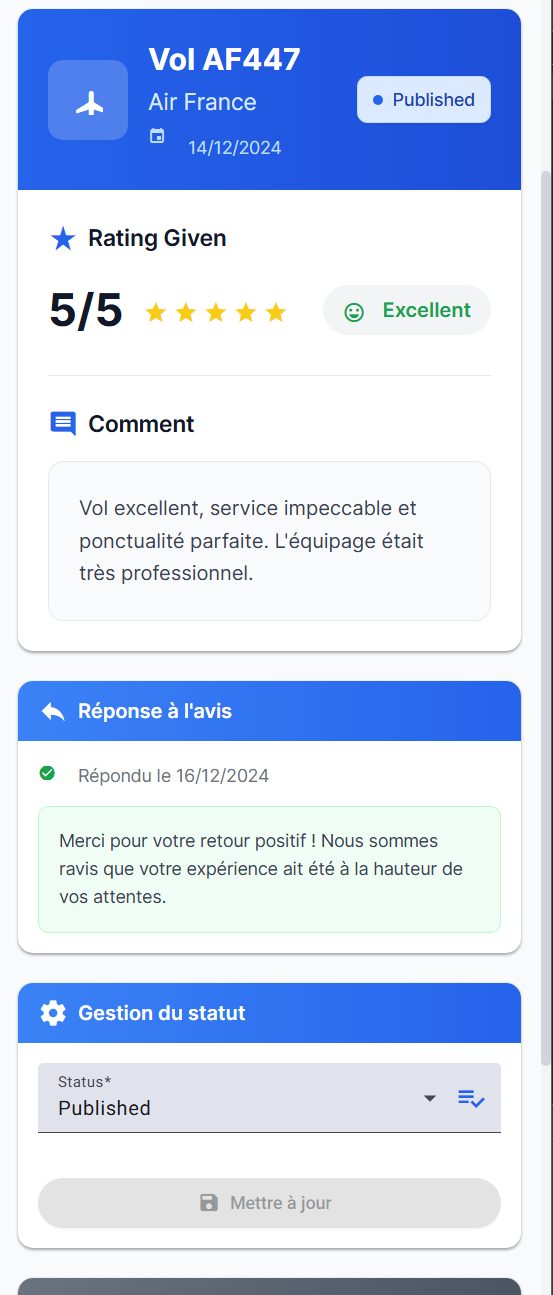 Vol AF447
Air France
Published
14/12/2024
Rating Given
5/5
Excellent
Comment
Vol excellent, service impeccable et
ponctualité parfaite. L'équipage était
très professionnel.
Réponse à l'avis
Répondu le 16/12/2024
Merci pour votre retour positif ! Nous sommes
ravis que votre expérience ait été à la hauteur de
vos attentes.
Gestion du statut
Status*
Published
Mettre à jour